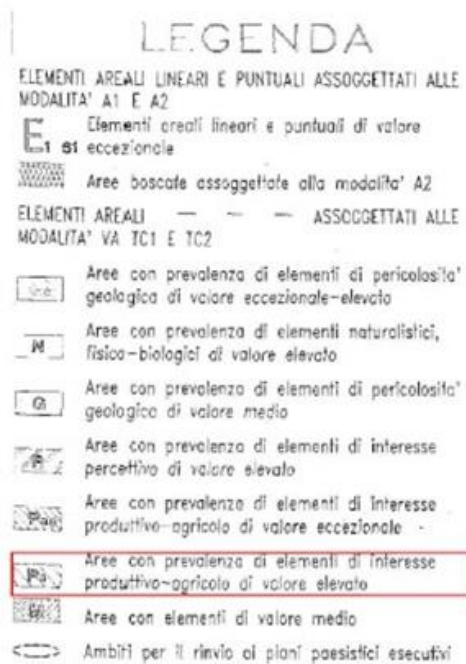 LEGENDA
ELEMENTI AREALI LINEARI E PUNTUALI ASSOGGETTATI ALLE
MODALITA' A1 E A2
E1 S1 Elementi areali lineari e puntuali di valore
eccezionale
Aree boscate assoggettate alla modalita' A2
ELEMENTI AREALI — — — ASSOGGETTATI ALLE
MODALITA' VA TC1 E TC2
Aree con prevalenza di elementi di pericolosita'
geologica di valore eccezionale-elevato
N Aree con prevalenza di elementi naturalistici,
fisico-biologici di valore elevato
G Aree con prevalenza di elementi di pericolosita'
geologica di valore medio
Aree con prevalenza di elementi di interesse
percettivo di valore elevato
Aree con prevalenza di elementi di interesse
produttivo-agricolo di valore eccezionale
Aree con prevalenza di elementi di interesse
produttivo-agricolo di valore elevato
Aree con elementi di valore medio
Ambiti per il rinvio ai piani paesistici esecutivi